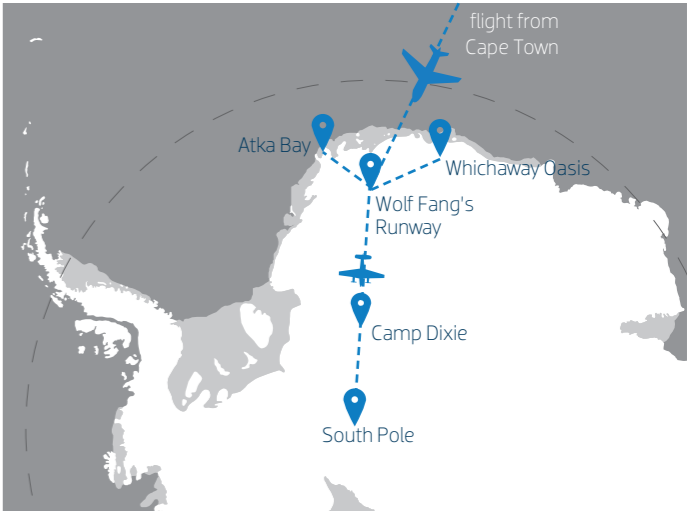 flight from
Cape Town
Atka Bay
Whichaway Oasis
Wolf Fang's
Runway
Camp Dixie
South Pole